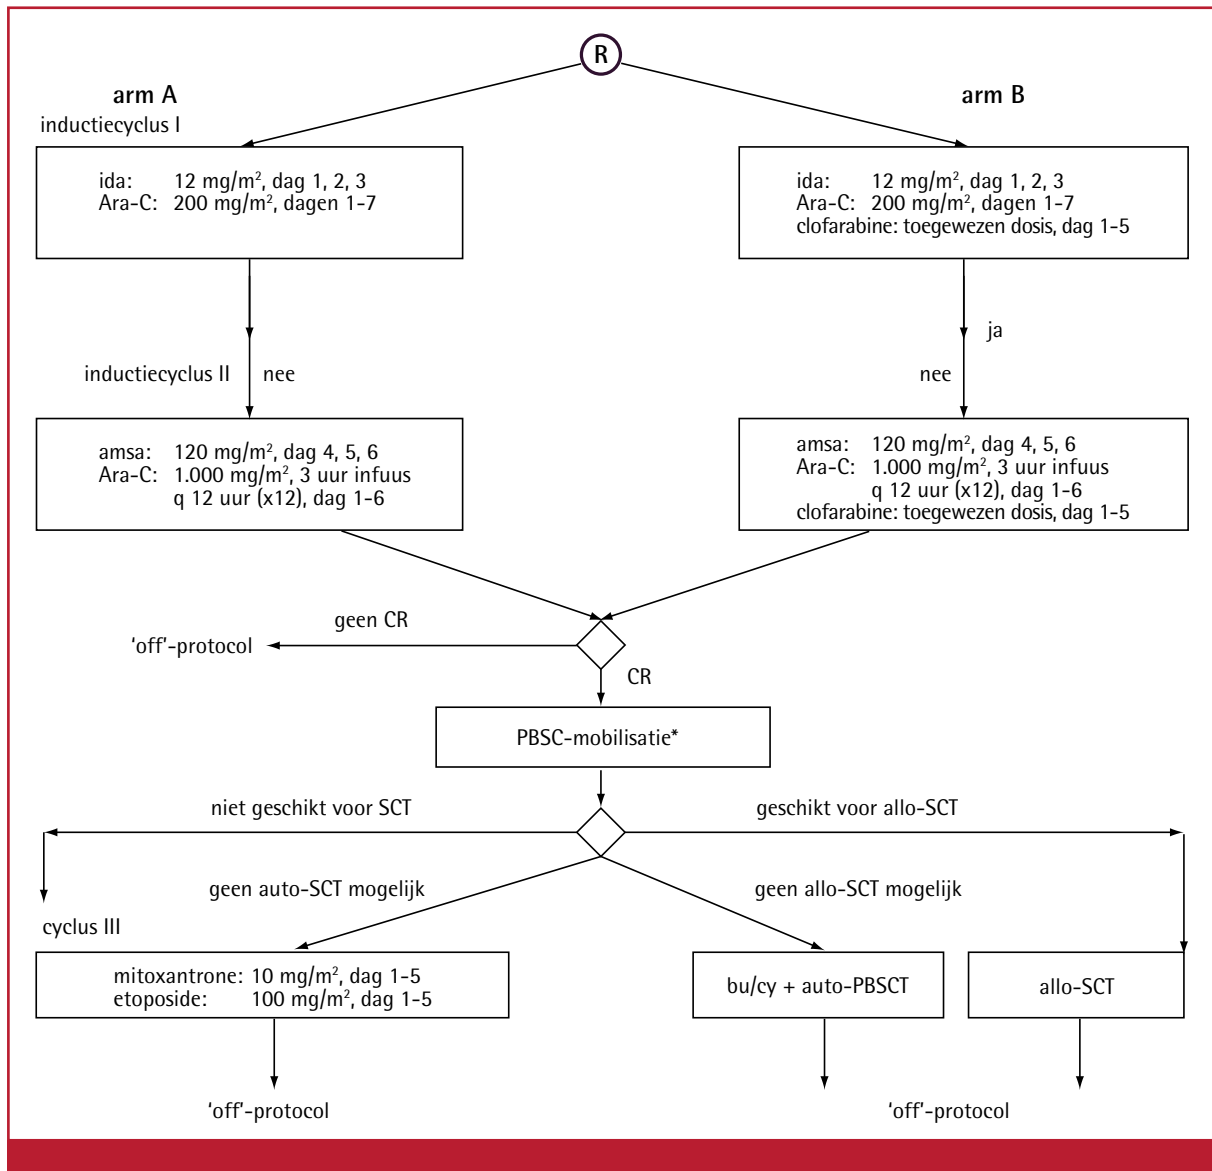 R
arm A
arm B
inductiecyclus I
ida: 12 mg/m², dag 1, 2, 3
Ara-C: 200 mg/m², dagen 1-7
ida: 12 mg/m², dag 1, 2, 3
Ara-C: 200 mg/m², dagen 1-7
clofarabine: toegewezen dosis, dag 1-5
ja
inductiecyclus II
nee
nee
amsa: 120 mg/m², dag 4, 5, 6
Ara-C: 1.000 mg/m², 3 uur infuus
q 12 uur (x12), dag 1-6
amsa: 120 mg/m², dag 4, 5, 6
Ara-C: 1.000 mg/m², 3 uur infuus
q 12 uur (x12), dag 1-6
clofarabine: toegewezen dosis, dag 1-5
geen CR
'off'-protocol
CR
PBSC-mobilisatie*
niet geschikt voor SCT
geschikt voor allo-SCT
geen auto-SCT mogelijk
geen allo-SCT mogelijk
cyclus III
mitoxantrone: 10 mg/m², dag 1-5
etoposide: 100 mg/m², dag 1-5
bu/cy + auto-PBSCT
allo-SCT
'off'-protocol
'off'-protocol